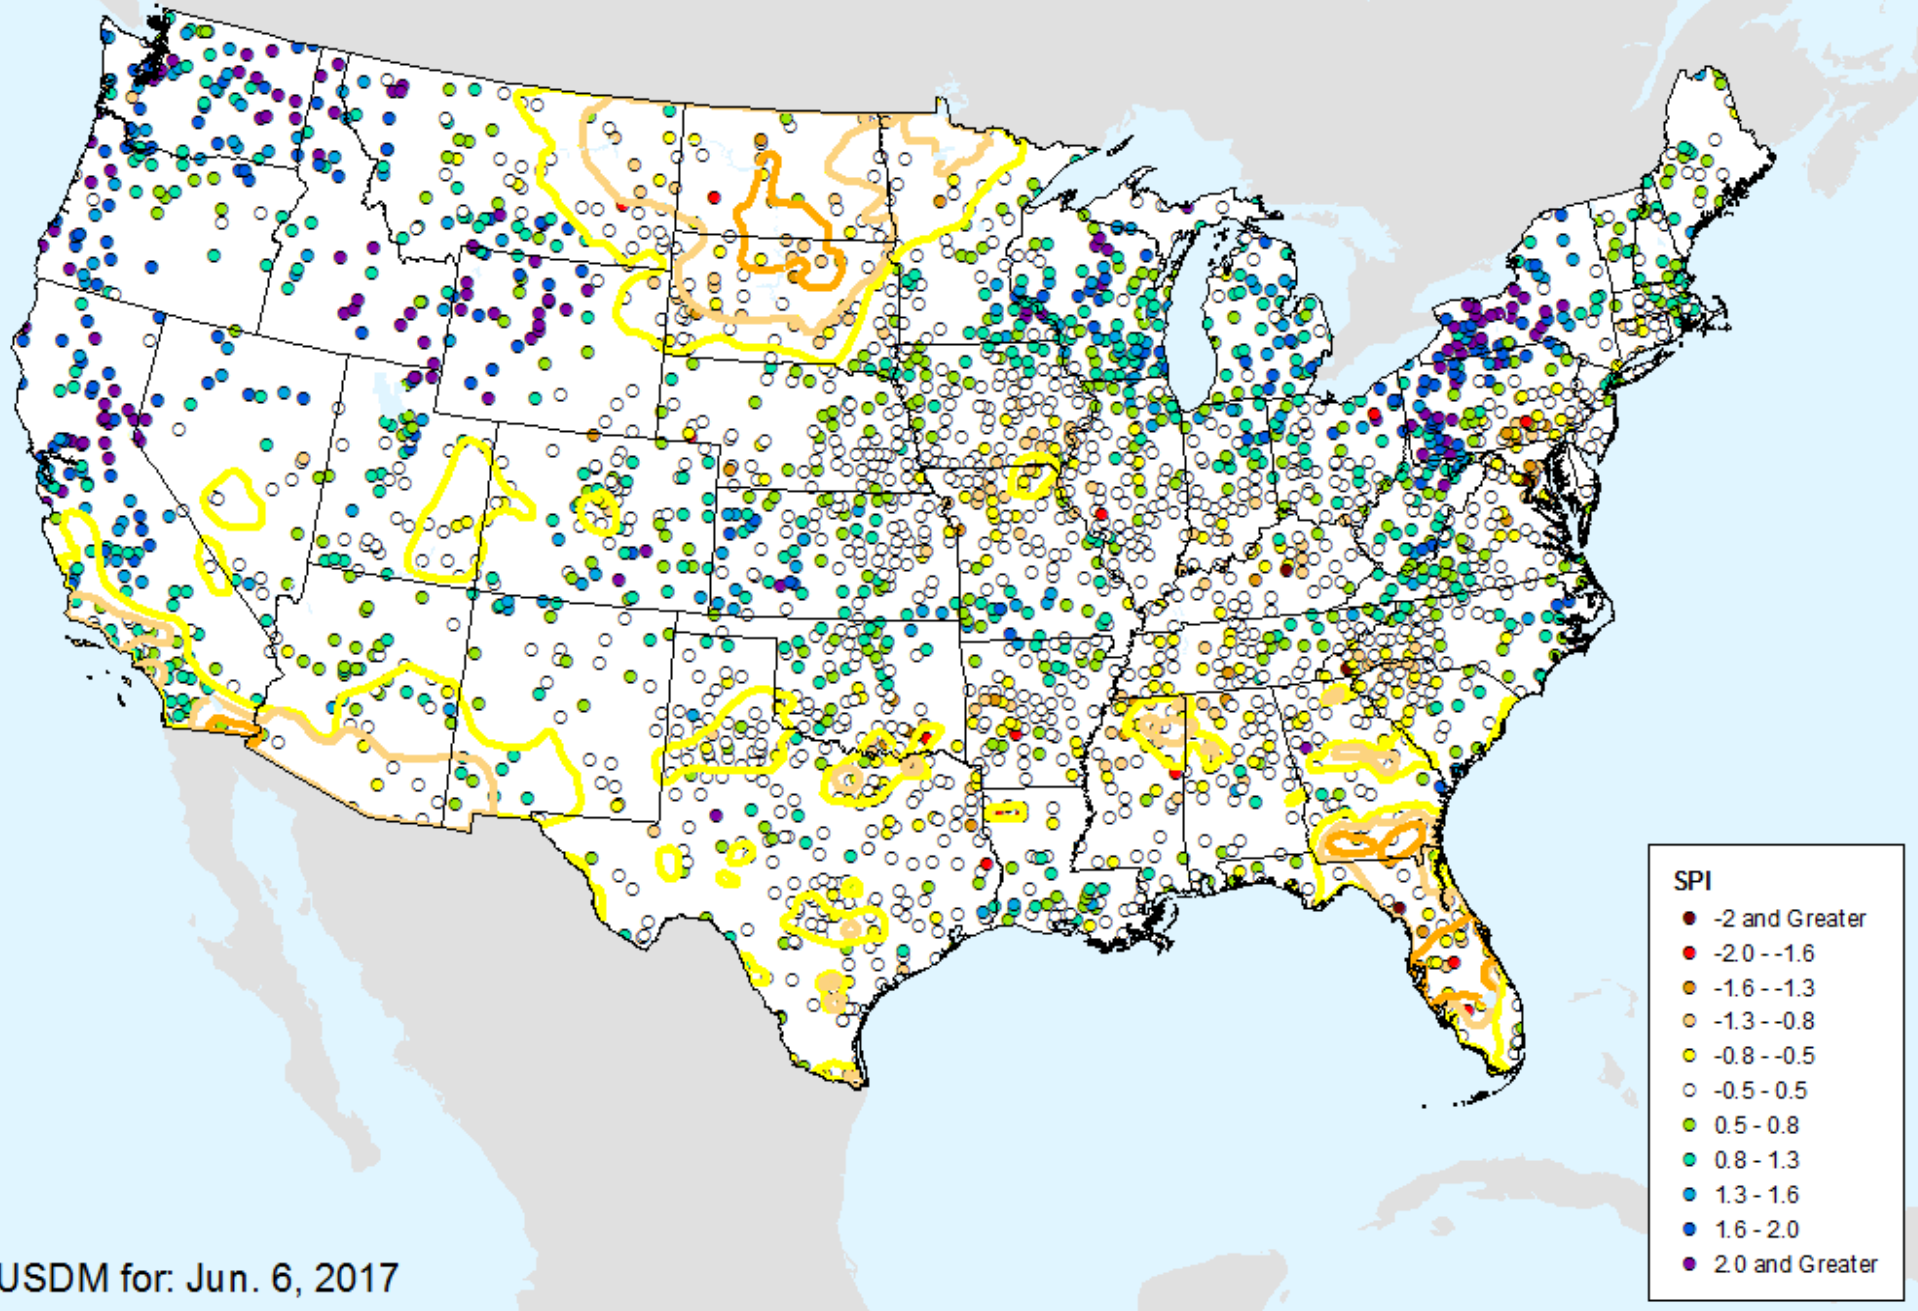 SPI
-2 and Greater
-2.0 - -1.6
-1.6 - -1.3
-1.3 - -0.8
-0.8 - -0.5
-0.5 - 0.5
0.5 - 0.8
0.8 - 1.3
1.3 - 1.6
1.6 - 2.0
2.0 and Greater
USDM for: Jun. 6, 2017